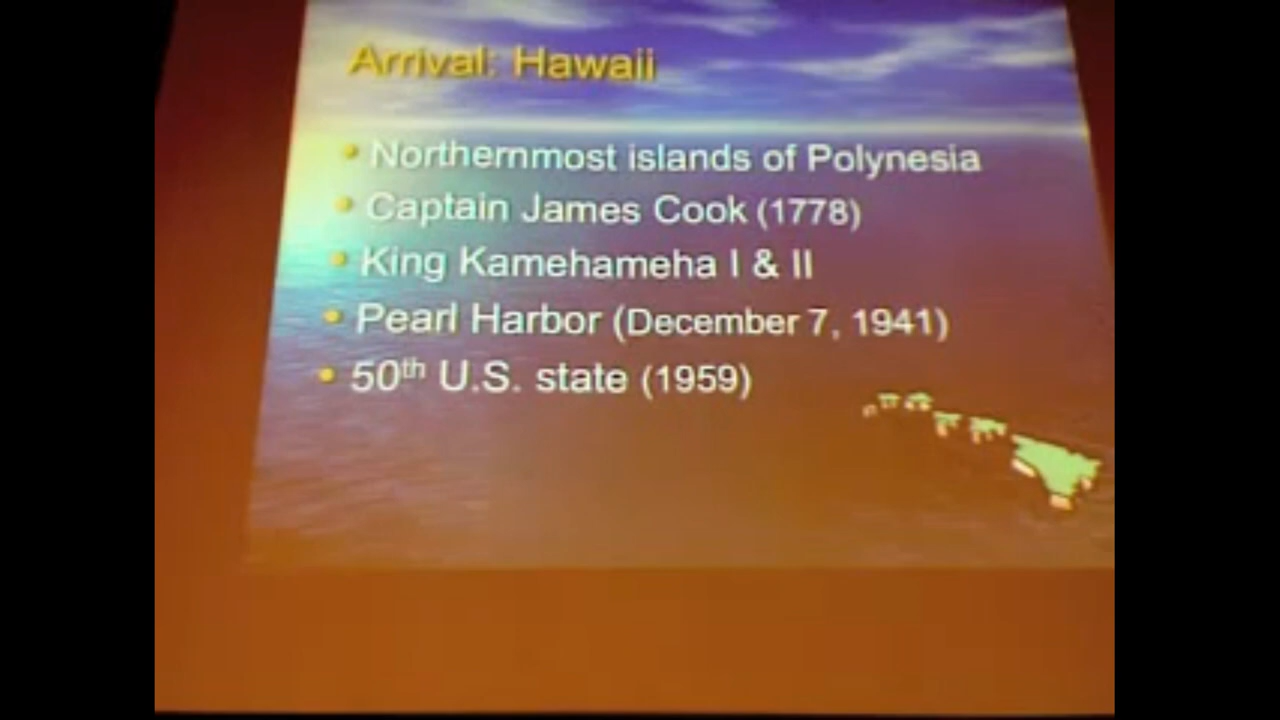 Arrival: Hawaii
• Northernmost islands of Polynesia
• Captain James Cook (1778)
• King Kamehameha I & II
• Pearl Harbor (December 7, 1941)
• 50th U.S. state (1959)